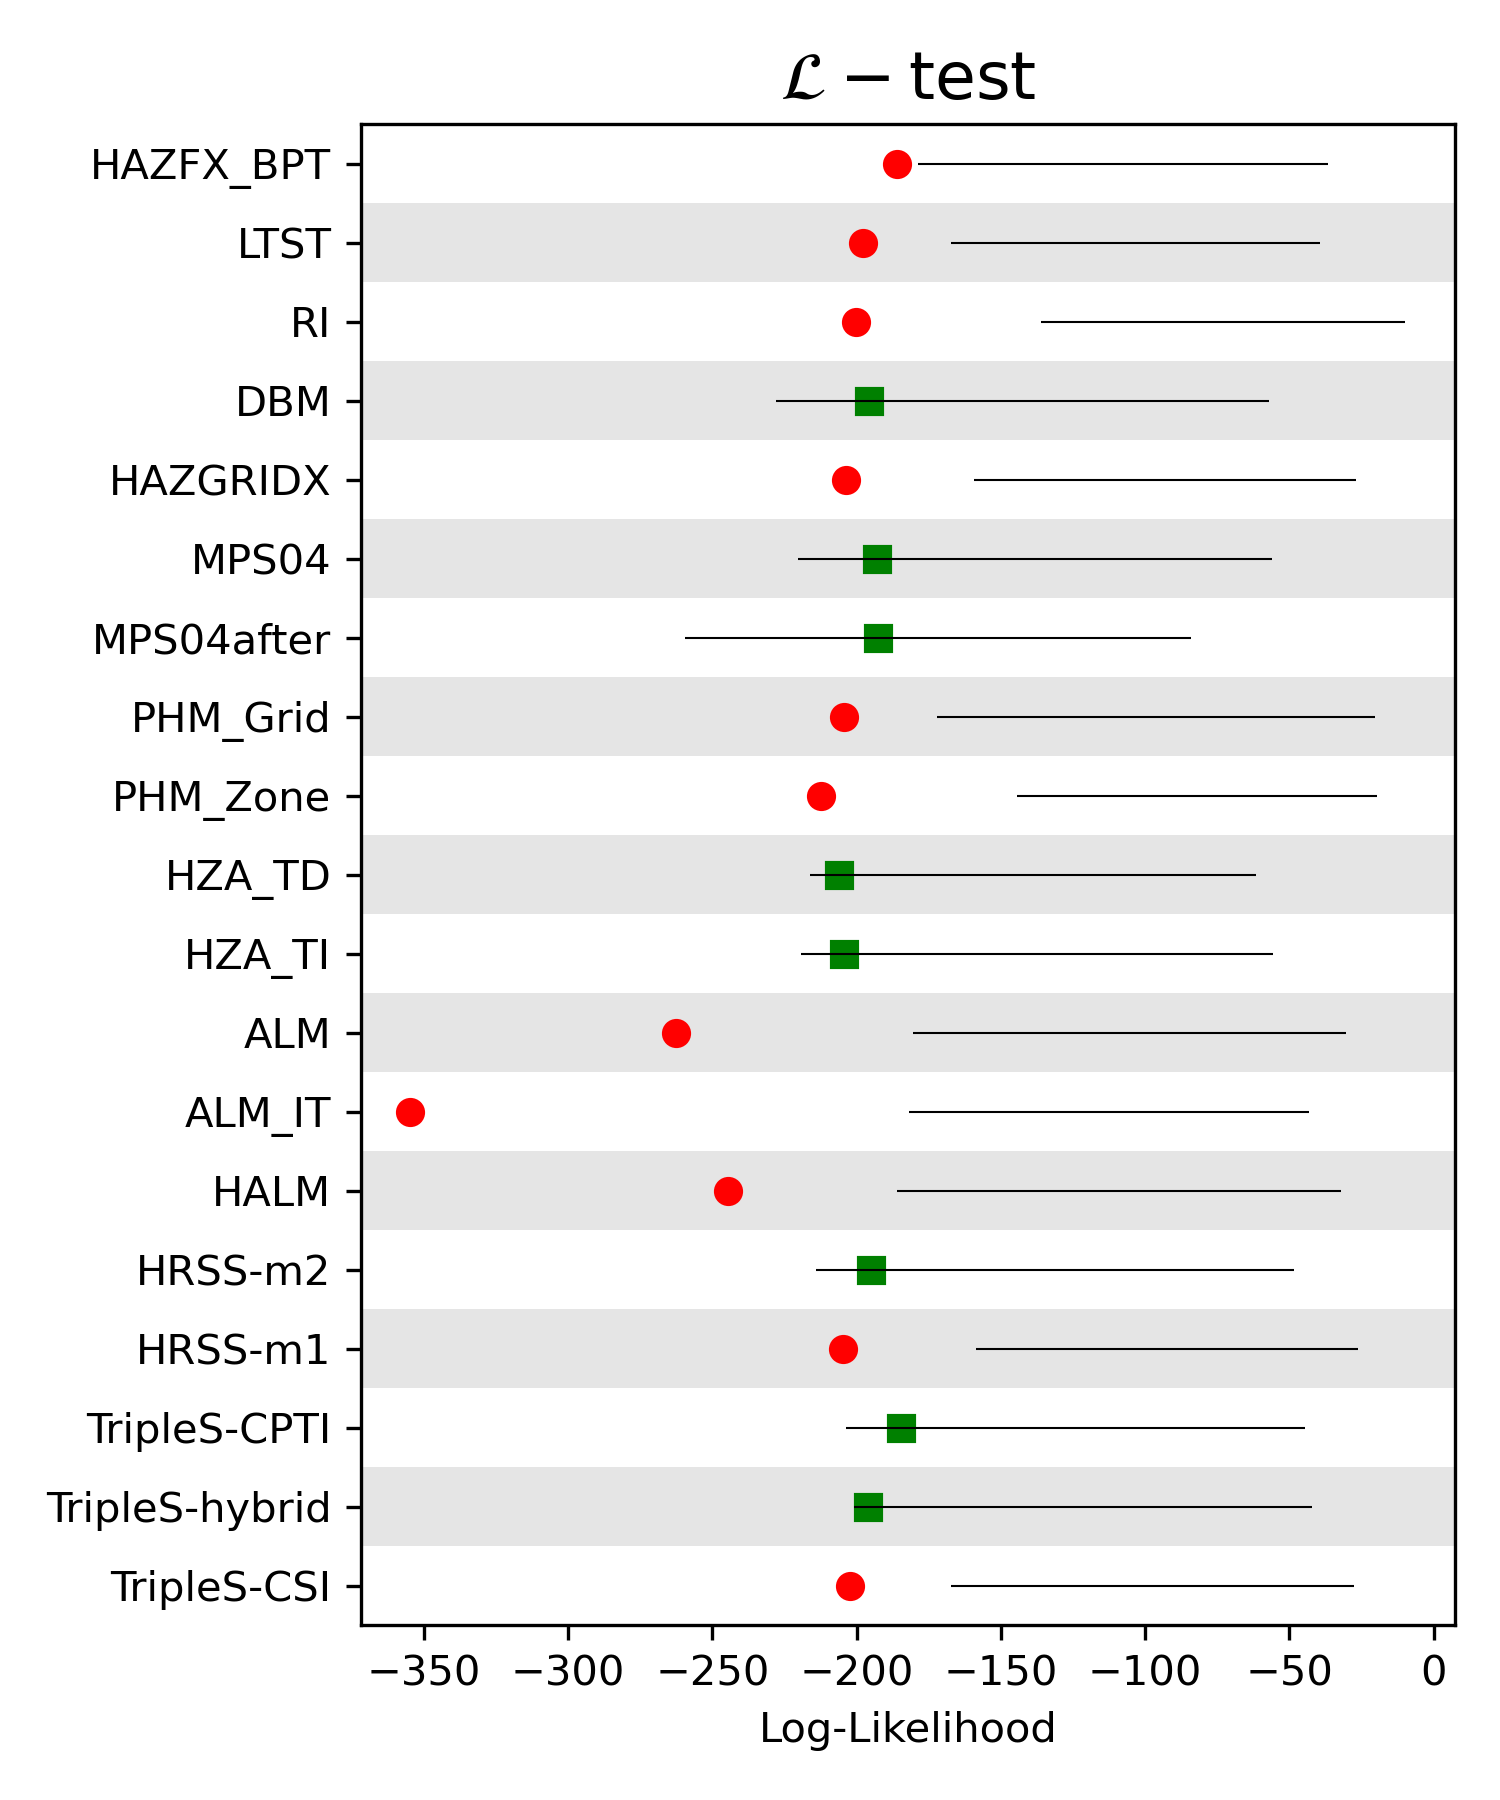 ℒ − test
HAZFX_BPT
LTST
RI
DBM
HAZGRIDX
MPS04
MPS04after
PHM_Grid
PHM_Zone
HZA_TD
HZA_TI
ALM
ALM_IT
HALM
HRSS-m2
HRSS-m1
TripleS-CPTI
TripleS-hybrid
TripleS-CSI
−350 −300 −250 −200 −150 −100 −50 0
Log-Likelihood